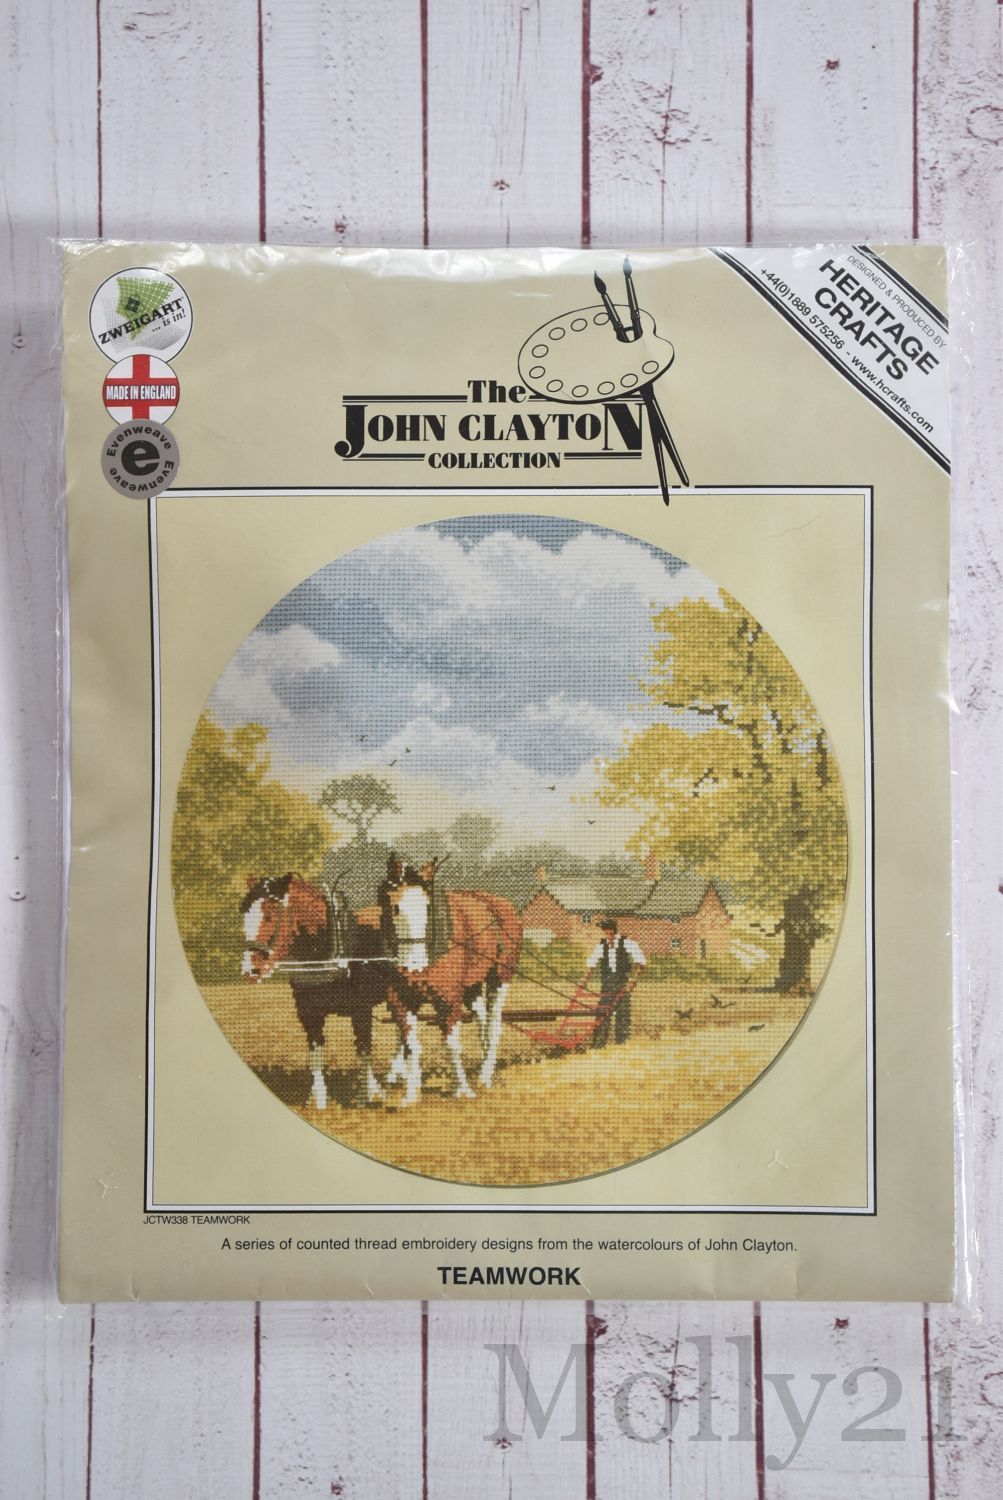 ZWEIGART
... is in!
MADE IN ENGLAND
Evenweave
e
Evenweave
The
JOHN CLAYTON
COLLECTION
DESIGNED & PRODUCED BY
HERITAGE
CRAFTS
+44(0)1889 575256 - www.hcrafts.com
JCTW338 TEAMWORK
A series of counted thread embroidery designs from the watercolours of John Clayton.
TEAMWORK
Molly21